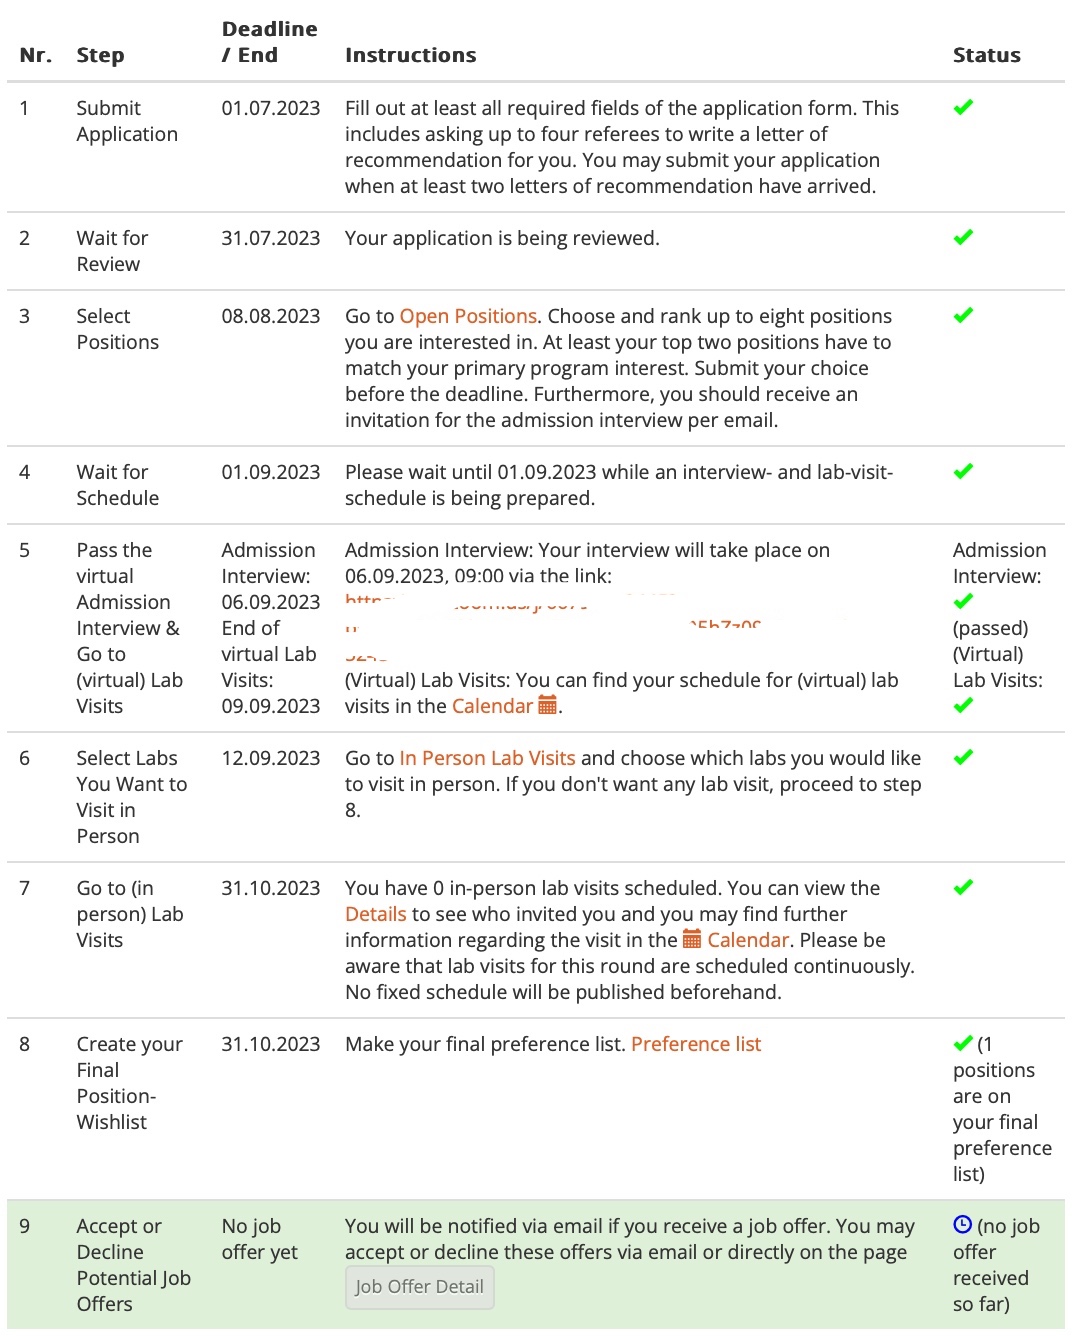 Nr. Step Deadline / End Instructions Status
1 Submit Application 01.07.2023 Fill out at least all required fields of the application form. This
includes asking up to four referees to write a letter of
recommendation for you. You may submit your application
when at least two letters of recommendation have arrived.
2 Wait for Review 31.07.2023 Your application is being reviewed.
3 Select Positions 08.08.2023 Go to Open Positions. Choose and rank up to eight positions
you are interested in. At least your top two positions have to
match your primary program interest. Submit your choice
before the deadline. Furthermore, you should receive an
invitation for the admission interview per email.
4 Wait for Schedule 01.09.2023 Please wait until 01.09.2023 while an interview- and lab-visit-
schedule is being prepared.
5 Pass the virtual Admission Interview & Go to (virtual) Lab Visits
Admission Interview: 06.09.2023 End of virtual Lab Visits: 09.09.2023
Admission Interview: Your interview will take place on
06.09.2023, 09:00 via the link:
(Virtual) Lab Visits: You can find your schedule for (virtual) lab
visits in the Calendar.
Admission Interview: (passed) (Virtual) Lab Visits:
6 Select Labs You Want to Visit in Person 12.09.2023 Go to In Person Lab Visits and choose which labs you would like
to visit in person. If you don't want any lab visit, proceed to step
8.
7 Go to (in person) Lab Visits 31.10.2023 You have 0 in-person lab visits scheduled. You can view the
Details to see who invited you and you may find further
information regarding the visit in the Calendar. Please be
aware that lab visits for this round are scheduled continuously.
No fixed schedule will be published beforehand.
8 Create your Final Position-Wishlist 31.10.2023 Make your final preference list. Preference list
(1 positions are on your final preference list)
9 Accept or Decline Potential Job Offers No job offer yet You will be notified via email if you receive a job offer. You may
accept or decline these offers via email or directly on the page
Job Offer Detail
(no job offer received so far)